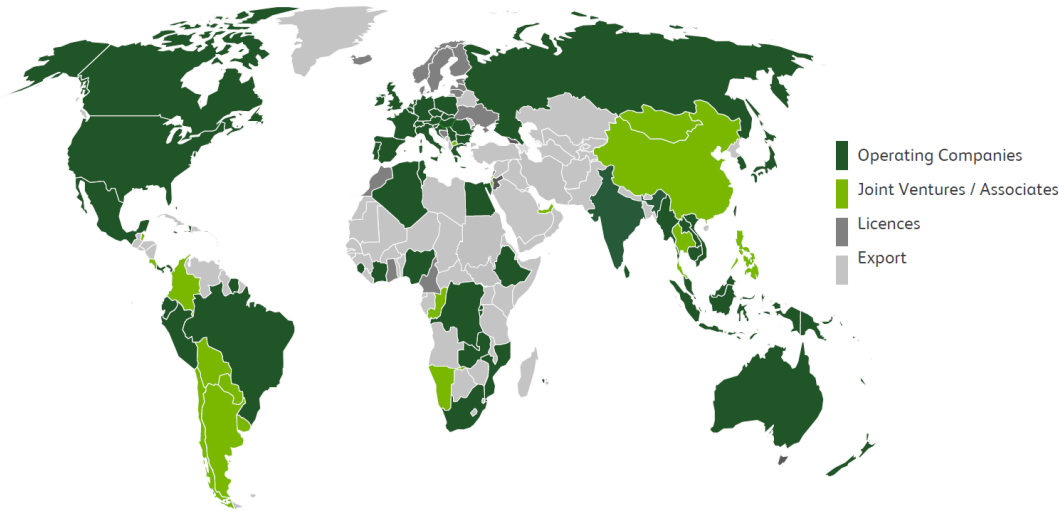 Operating Companies
Joint Ventures / Associates
Licences
Export